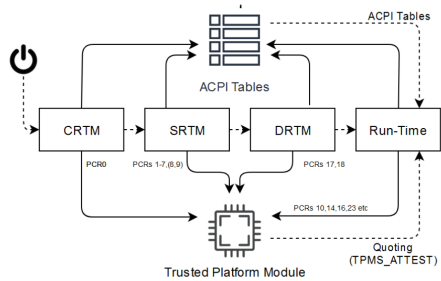 ACPI Tables
ACPI Tables
CRTM
SRTM
DRTM
Run-Time
PCR0
PCRs 1-7,(8,9)
PCRs 17,18
PCRs 10,14,16,23 etc
Quoting
(TPMS_ATTEST)
Trusted Platform Module